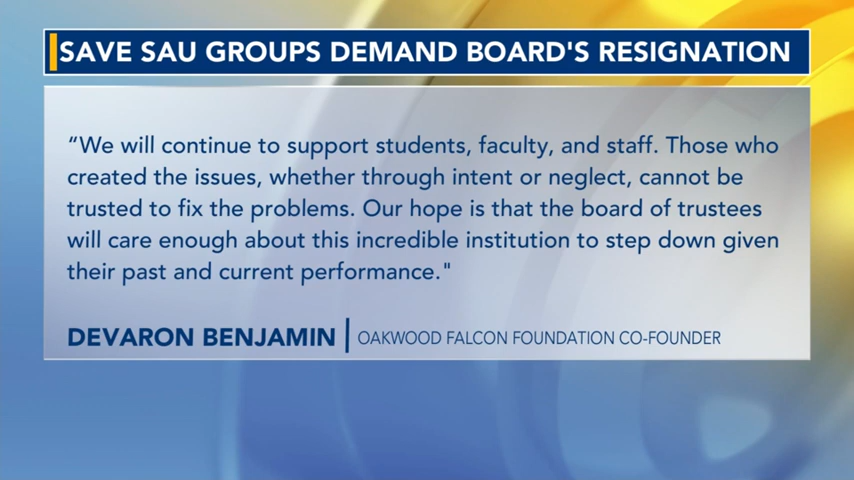 SAVE SAU GROUPS DEMAND BOARD'S RESIGNATION
“We will continue to support students, faculty, and staff. Those who
created the issues, whether through intent or neglect, cannot be
trusted to fix the problems. Our hope is that the board of trustees
will care enough about this incredible institution to step down given
their past and current performance."
DEVARON BENJAMIN | OAKWOOD FALCON FOUNDATION CO-FOUNDER